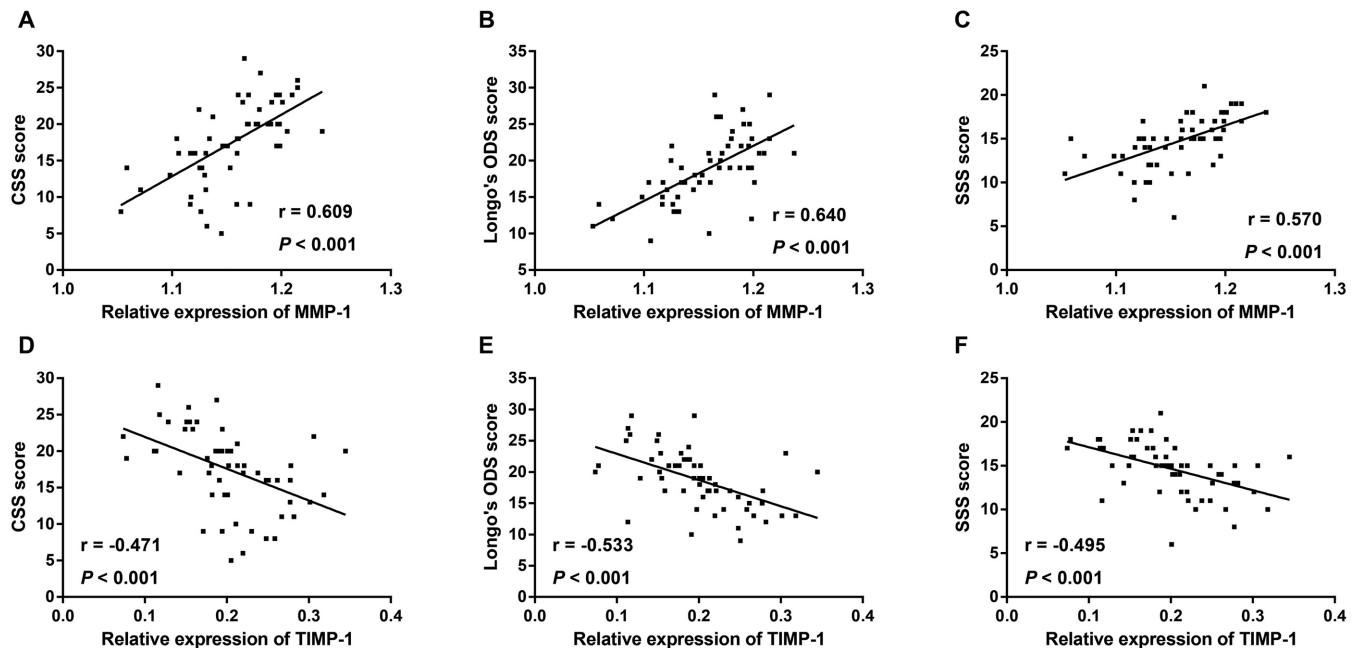 A
CSS score
30
25
20
15
10
5
0
r = 0.609
P < 0.001
1.0
1.1
1.2
1.3
Relative expression of MMP-1
B
Longo's ODS score
35
30
25
20
15
10
5
r = 0.640
P < 0.001
1.0
1.1
1.2
1.3
Relative expression of MMP-1
C
SSS score
25
20
15
10
5
0
r = 0.570
P < 0.001
1.0
1.1
1.2
1.3
Relative expression of MMP-1
D
CSS score
30
25
20
15
10
5
0
r = -0.471
P < 0.001
0.0
0.1
0.2
0.3
0.4
Relative expression of TIMP-1
E
Longo's ODS score
35
30
25
20
15
10
5
0
r = -0.533
P < 0.001
0.0
0.1
0.2
0.3
0.4
Relative expression of TIMP-1
F
SSS score
25
20
15
10
5
0
r = -0.495
P < 0.001
0.0
0.1
0.2
0.3
0.4
Relative expression of TIMP-1